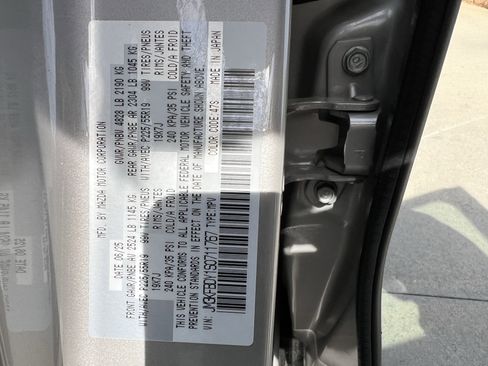 MFD. BY MAZDA MOTOR CORPORATION
DATE: 06/25 GVWR/PNBV 4828 LB 2190 KG
FRONT GAWR/PNBE AV 2524 LB 1145 KG REAR GAWR/PNBE AR 2304 LB 1045 KG
WITH/AVEC P225/55R19 99V TIRES/PNEUS WITH/AVEC P225/55R19 99V TIRES/PNEUS
19X7J RIMS/JANTES 19X7J RIMS/JANTES
240 KPA/35 PSI COLD/A FROID 240 KPA/35 PSI COLD/A FROID
THIS VEHICLE CONFORMS TO ALL APPLICABLE FEDERAL MOTOR VEHICLE SAFETY AND THEFT
PREVENTION STANDARDS IN EFFECT ON THE DATE OF MANUFACTURE SHOWN ABOVE.
VIN: TYPE:MPV
COLOR CODE:47S MADE IN JAPAN